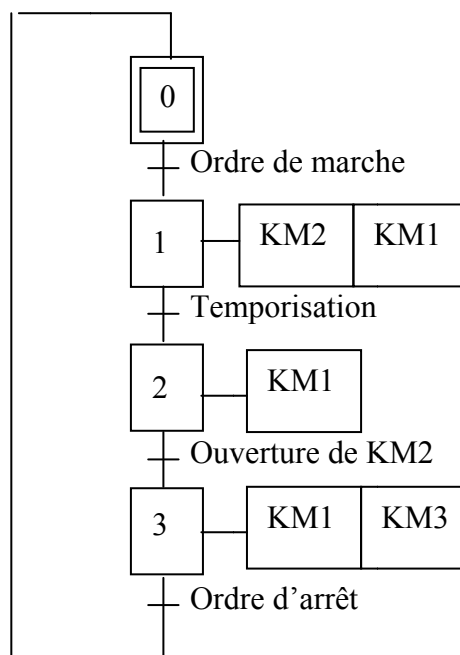 0
Ordre de marche
1 KM2 KM1
Temporisation
2 KM1
Ouverture de KM2
3 KM1 KM3
Ordre d’arrêt